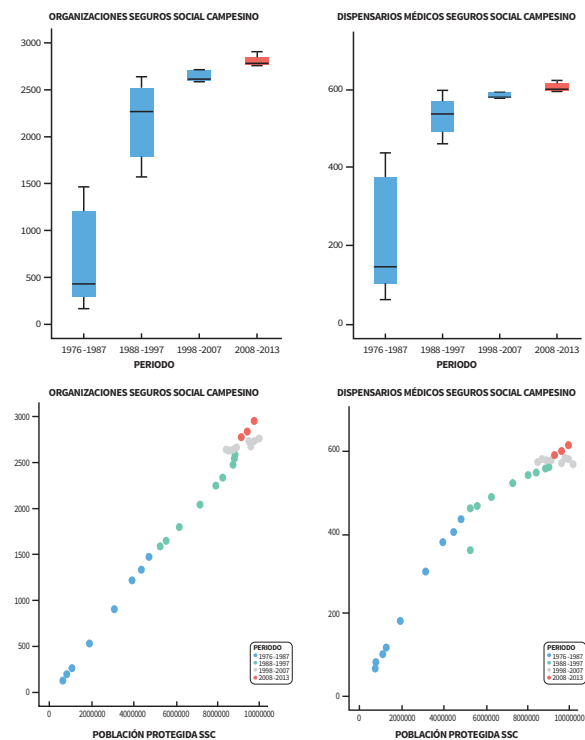 ORGANIZACIONES SEGUROS SOCIAL CAMPESINO
3000
2500
2000
1500
1000
500
0
1976 -1987 1988 -1997 1998 -2007 2008 -2013
PERIODO
DISPENSARIOS MÉDICOS SEGUROS SOCIAL CAMPESINO
600
400
200
0
1976 -1987 1988 -1997 1998 -2007 2008 -2013
PERIODO
ORGANIZACIONES SEGUROS SOCIAL CAMPESINO
3000
2500
2000
1500
1000
500
0
PERIODO
1976 -1987
1988 -1997
1998 -2007
2008 -2013
0 2000000 4000000 6000000 8000000 10000000
POBLACIÓN PROTEGIDA SSC
DISPENSARIOS MÉDICOS SEGUROS SOCIAL CAMPESINO
600
400
200
0
PERIODO
1976 -1987
1988 -1997
1998 -2007
2008 -2013
0 2000000 4000000 6000000 8000000 10000000
POBLACIÓN PROTEGIDA SSC